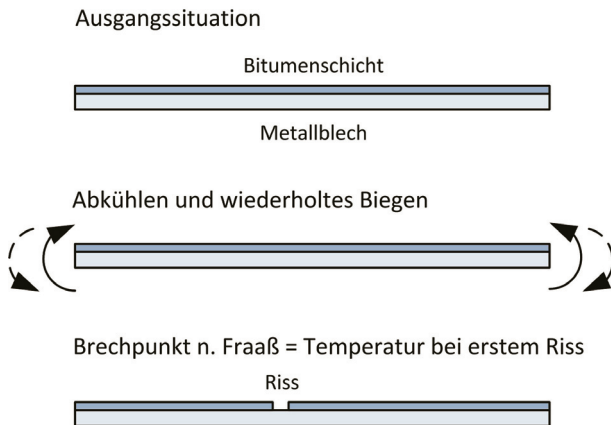 Ausgangssituation
Bitumenschicht
Metallblech
Abkühlen und wiederholtes Biegen
Brechpunkt n. Fraaß = Temperatur bei erstem Riss
Riss